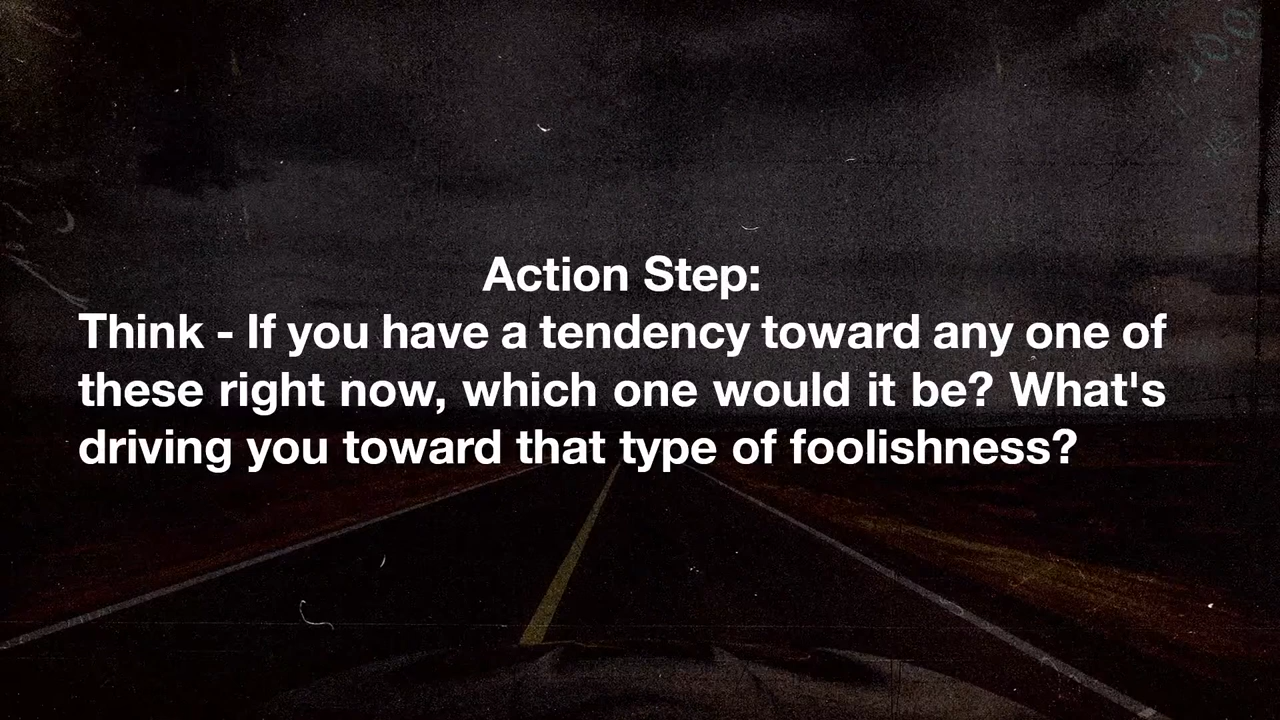 Action Step:
Think - If you have a tendency toward any one of
these right now, which one would it be? What's
driving you toward that type of foolishness?